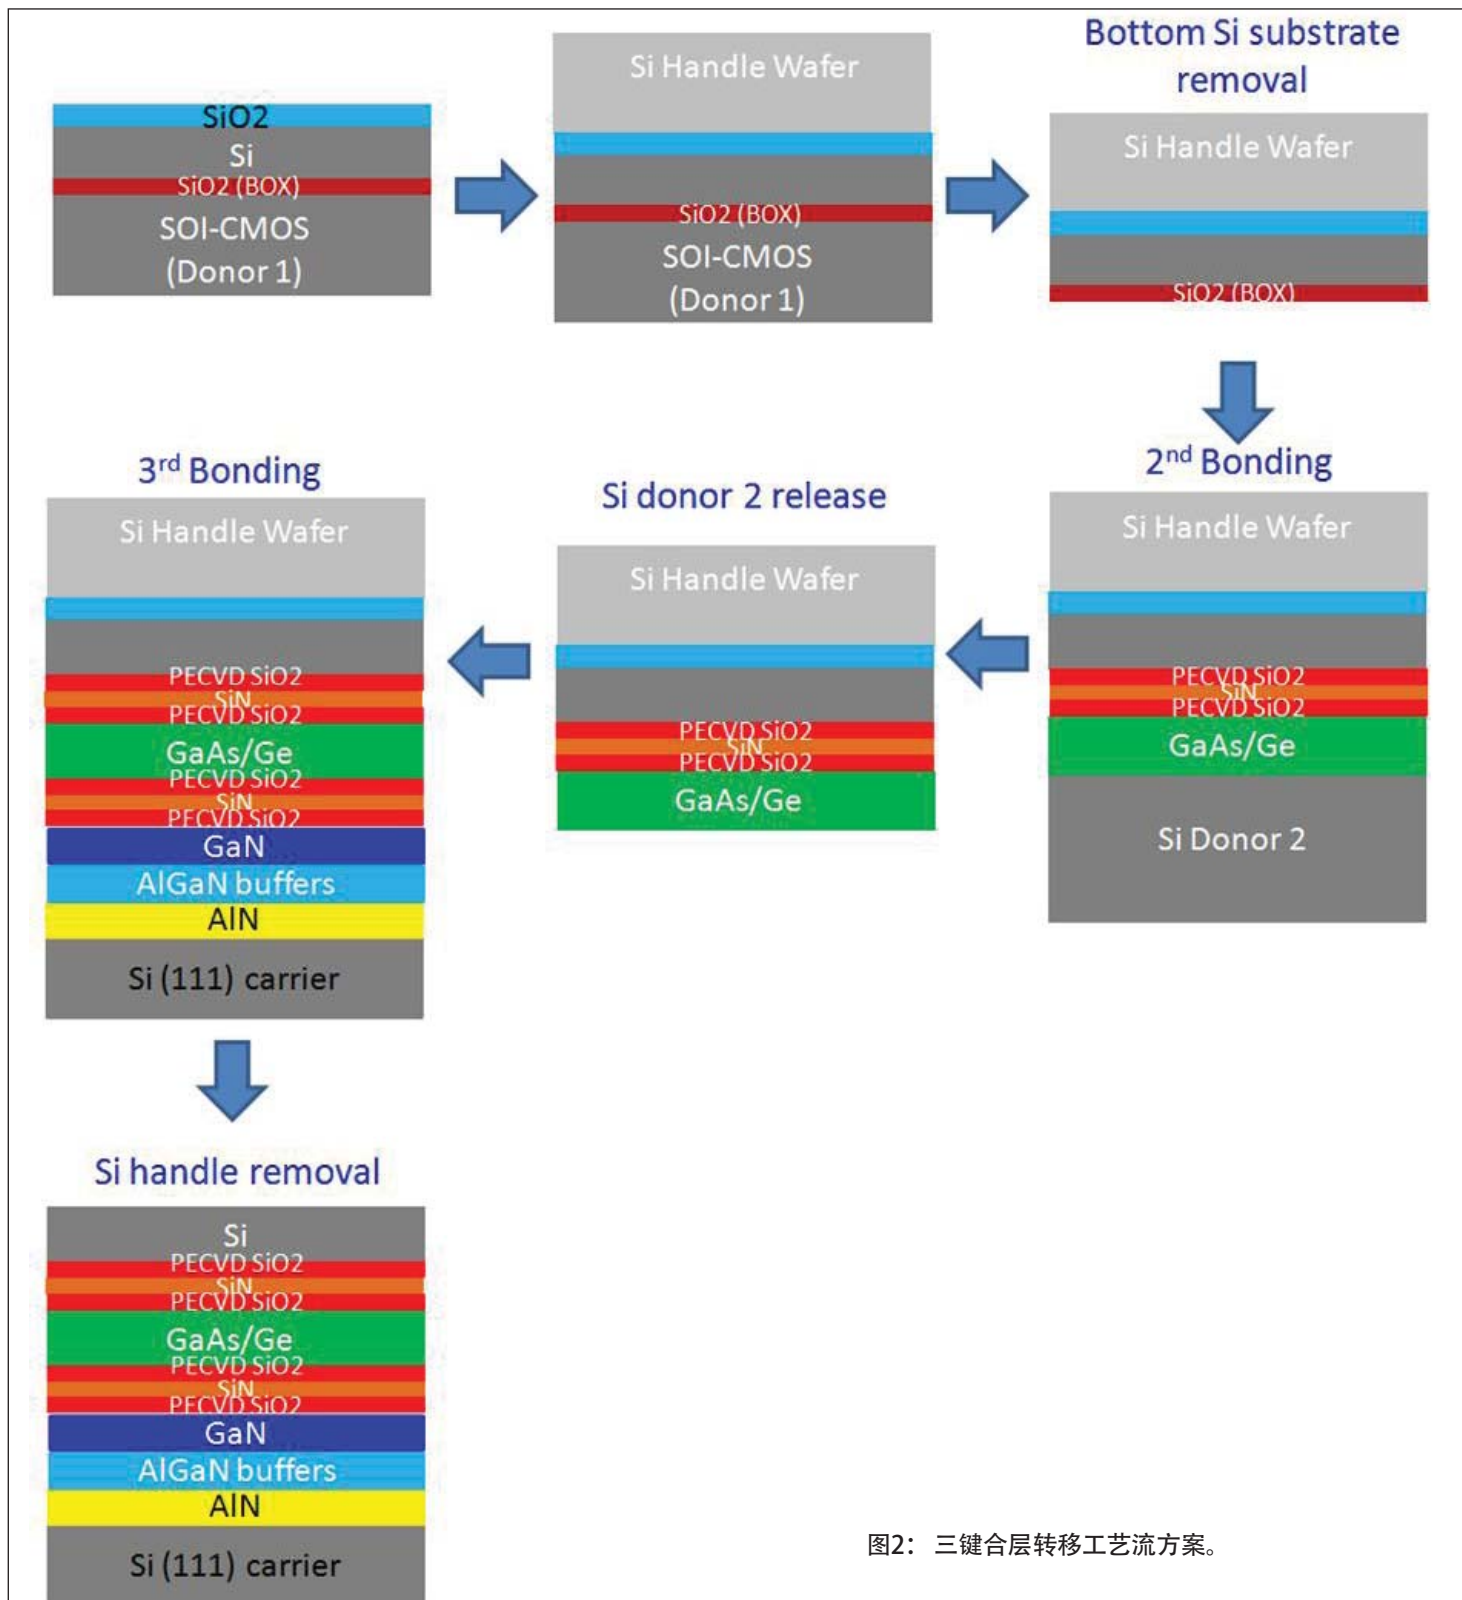 SiO2
Si
SiO2 (BOX)
SOI-CMOS
(Donor 1)
Si Handle Wafer
SiO2 (BOX)
SOI-CMOS
(Donor 1)
Bottom Si substrate
removal
Si Handle Wafer
SiO2 (BOX)
2nd Bonding
Si Handle Wafer
PECVD SiO2
SiN
PECVD SiO2
GaAs/Ge
Si Donor 2
Si donor 2 release
Si Handle Wafer
PECVD SiO2
SiN
PECVD SiO2
GaAs/Ge
3rd Bonding
Si Handle Wafer
PECVD SiO2
SiN
PECVD SiO2
GaAs/Ge
PECVD SiO2
SiN
PECVD SiO2
GaN
AlGaN buffers
AlN
Si (111) carrier
Si handle removal
Si
PECVD SiO2
SiN
PECVD SiO2
GaAs/Ge
PECVD SiO2
SiN
PECVD SiO2
GaN
AlGaN buffers
AlN
Si (111) carrier
图2： 三键合层转移工艺流方案。